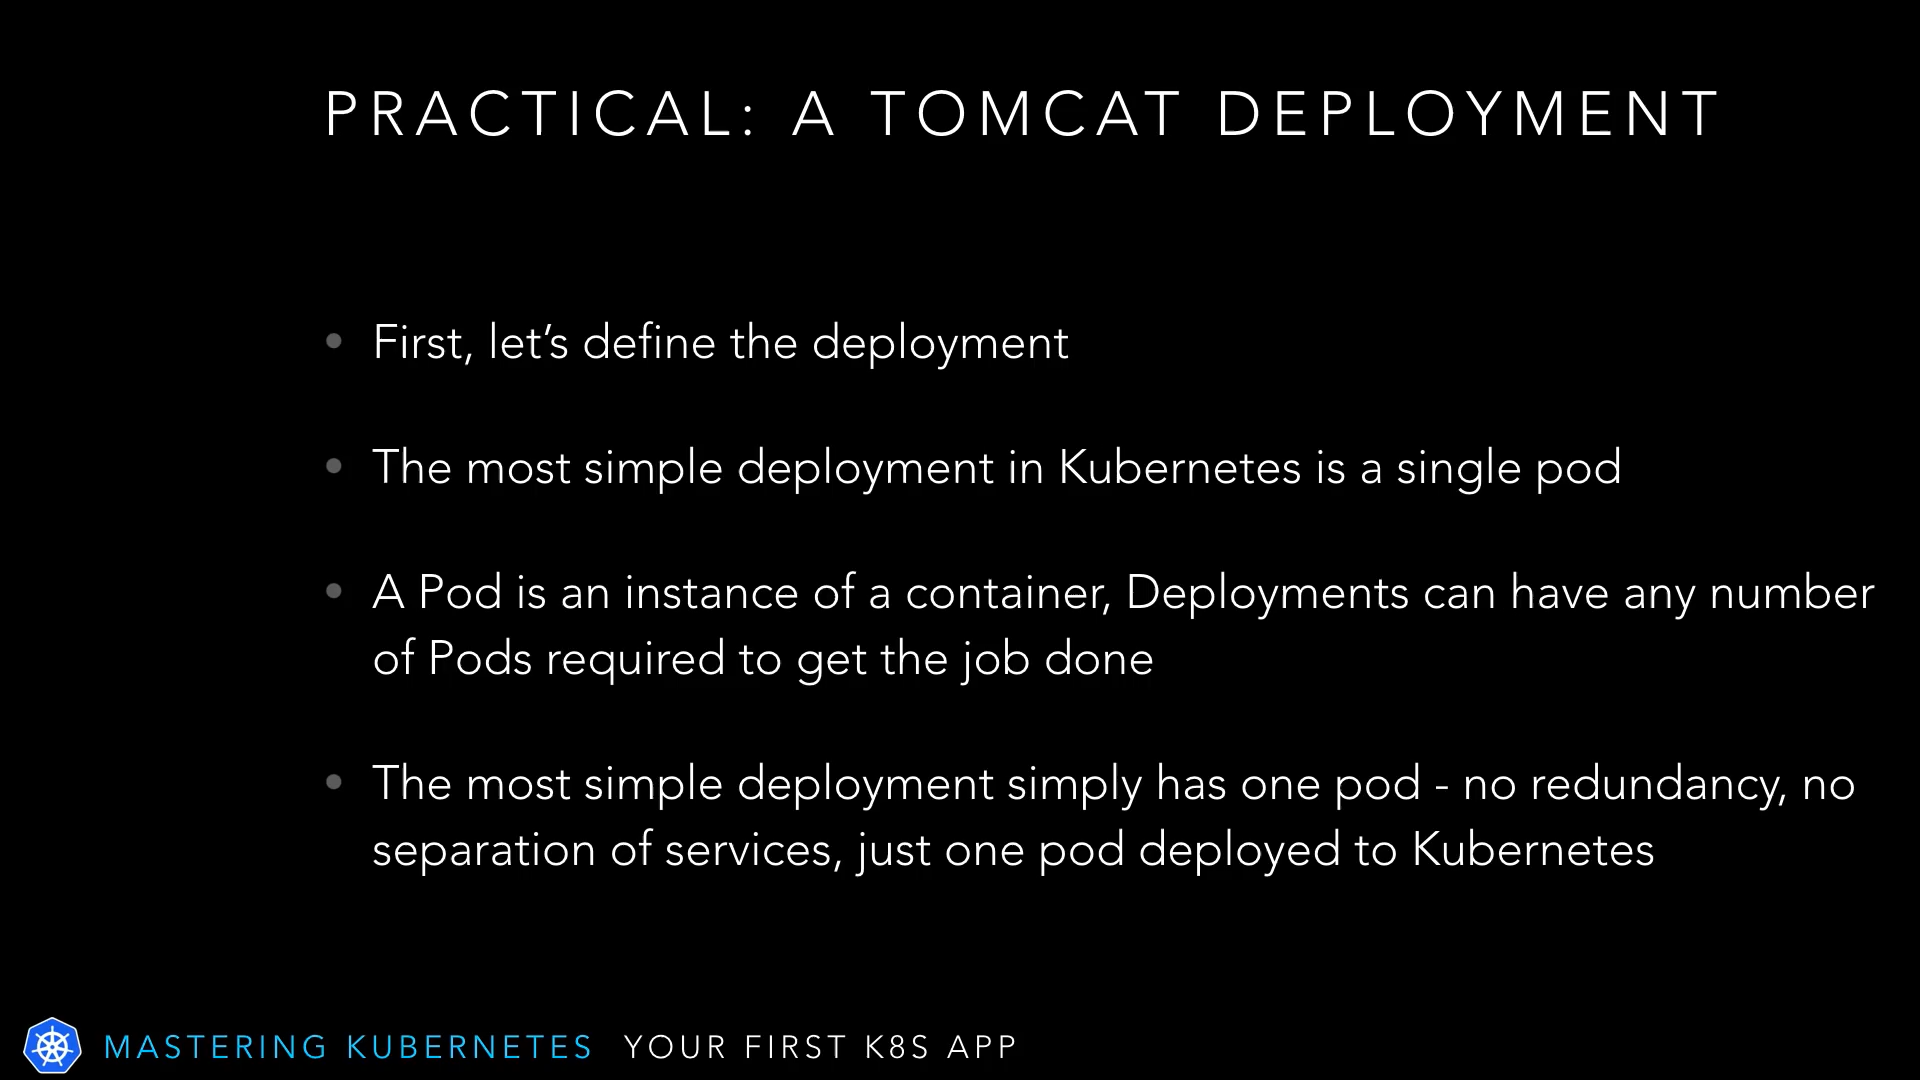 PRACTICAL: A TOMCAT DEPLOYMENT
• First, let’s define the deployment
• The most simple deployment in Kubernetes is a single pod
• A Pod is an instance of a container, Deployments can have any number
of Pods required to get the job done
• The most simple deployment simply has one pod - no redundancy, no
separation of services, just one pod deployed to Kubernetes
MASTERING KUBERNETES YOUR FIRST K8S APP